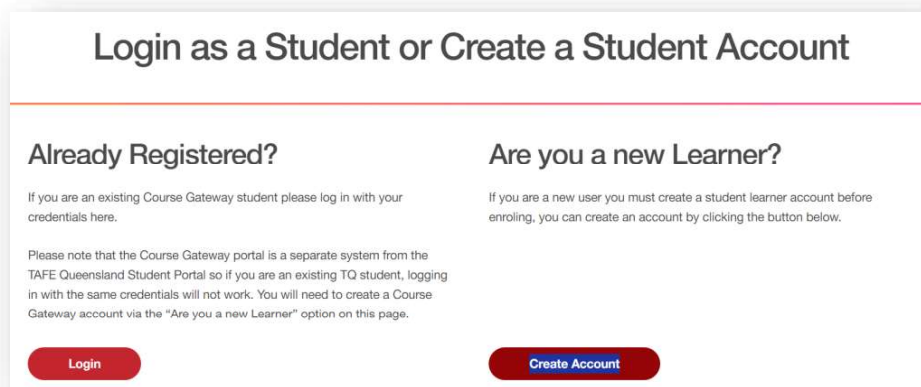 Login as a Student or Create a Student Account
Already Registered?
If you are an existing Course Gateway student please log in with your
credentials here.
Please note that the Course Gateway portal is a separate system from the
TAFE Queensland Student Portal so if you are an existing TQ student, logging
in with the same credentials will not work. You will need to create a Course
Gateway account via the “Are you a new Learner” option on this page.
Login
Are you a new Learner?
If you are a new user you must create a student learner account before
enroling, you can create an account by clicking the button below.
Create Account